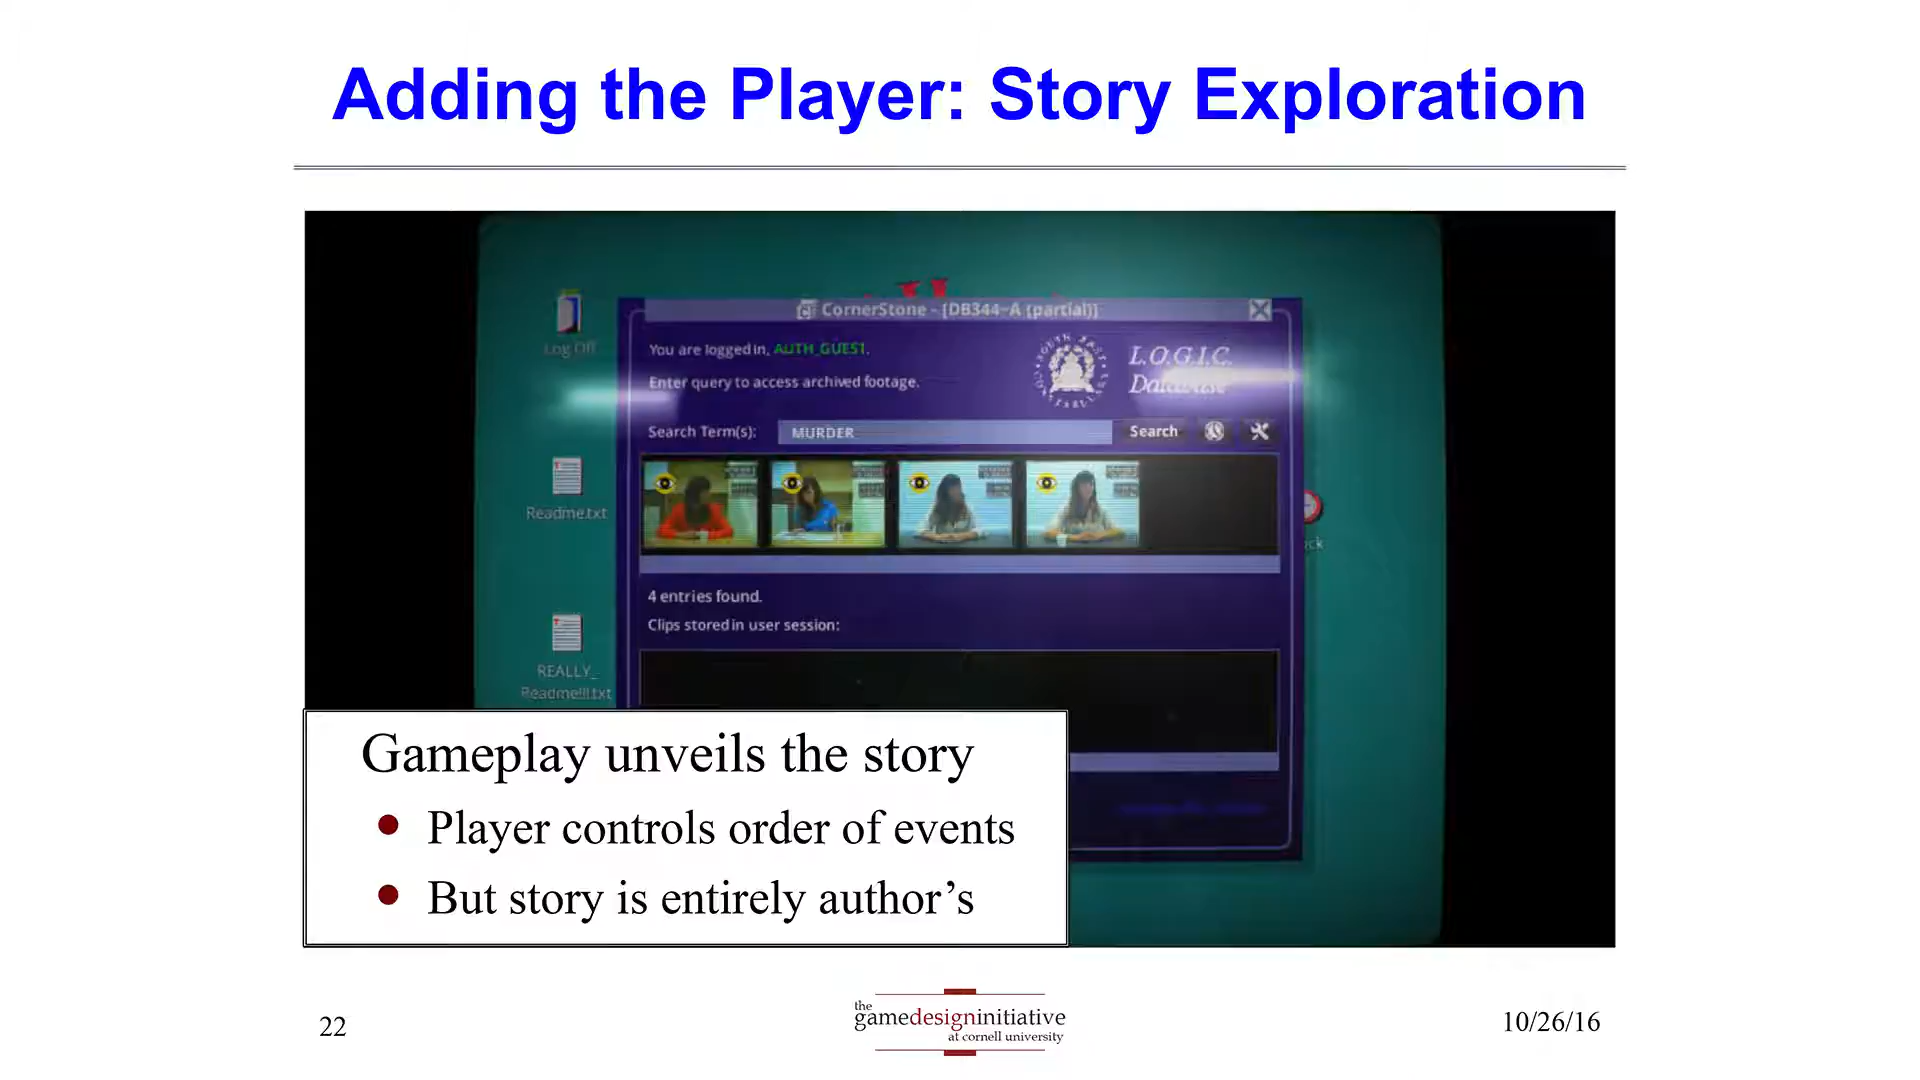 Adding the Player: Story Exploration
CornerStone - [DB344-A (partial)]
Log Off
You are logged in, AUTH_GUEST.
Enter query to access archived footage.
L.O.G.I.C.
Database
Search Term(s): MURDER Search
Readme.txt
4 entries found.
Clips stored in user session:
REALLY_
Readme!!!.txt
Gameplay unveils the story
• Player controls order of events
• But story is entirely author’s
22
the
gamedesigninitiative
at cornell university
10/26/16